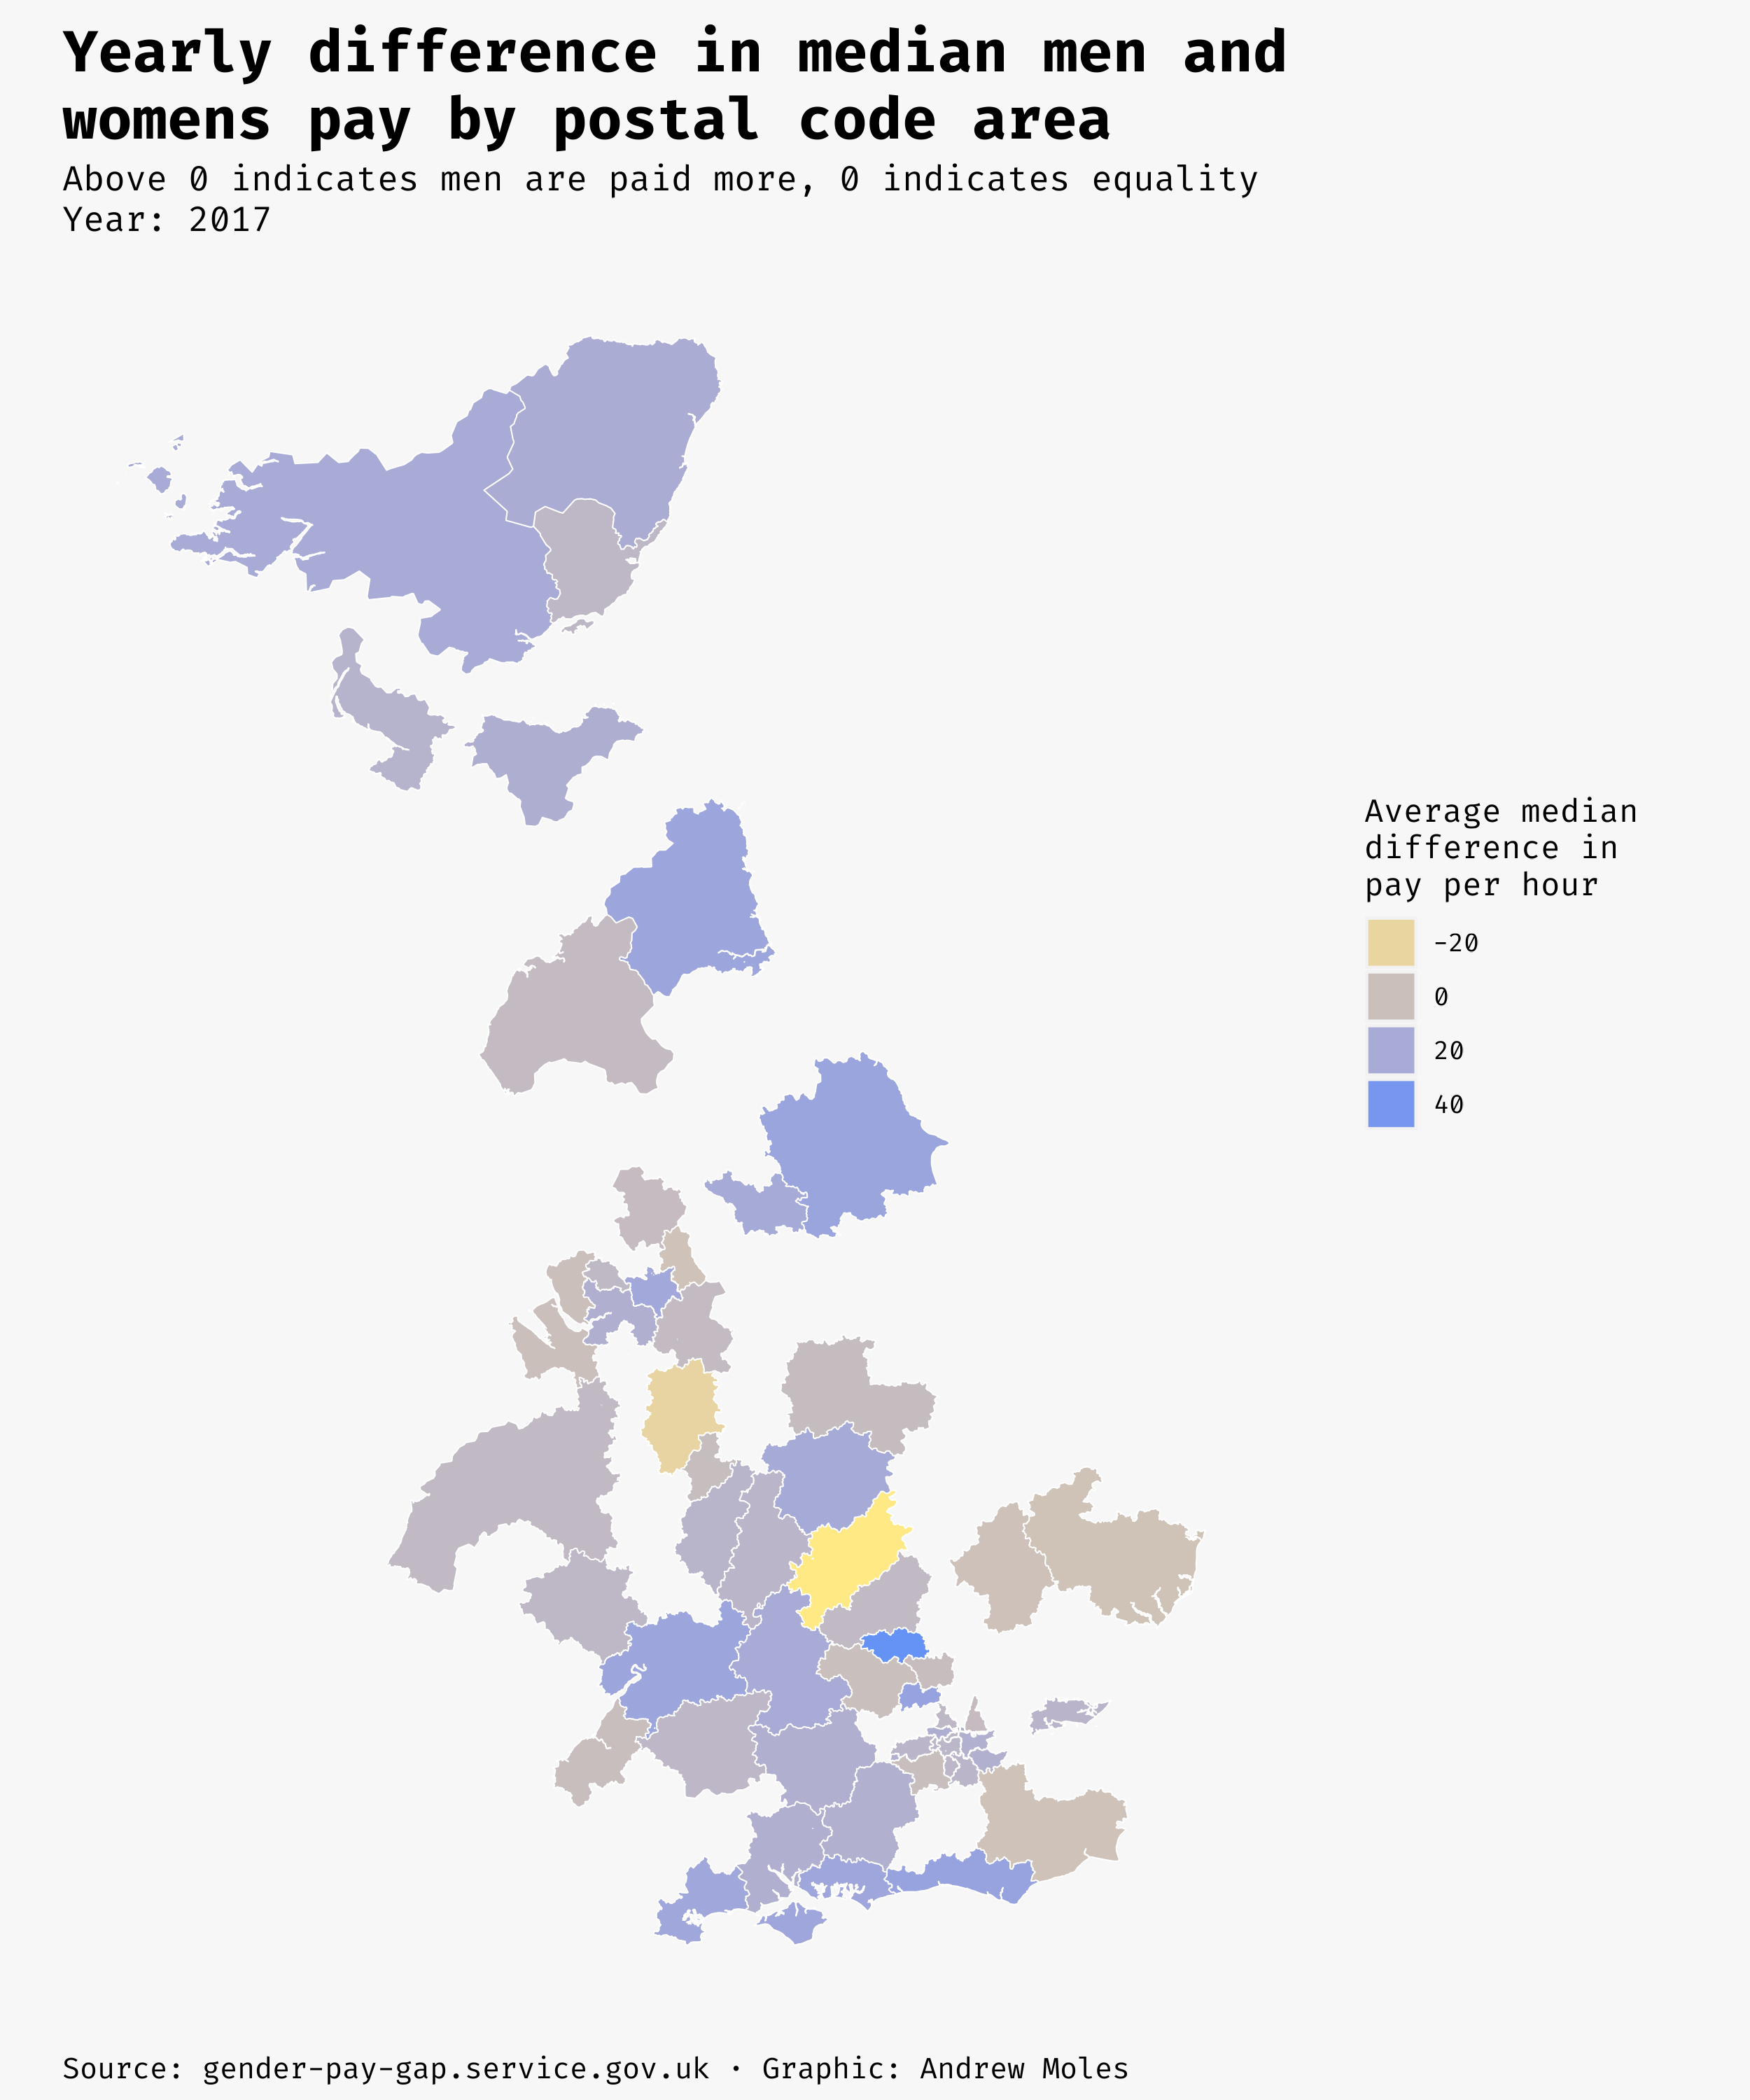 Yearly difference in median men and
womens pay by postal code area
Above 0 indicates men are paid more, 0 indicates equality
Year: 2017
Average median
difference in
pay per hour
-20
0
20
40
Source: gender-pay-gap.service.gov.uk · Graphic: Andrew Moles